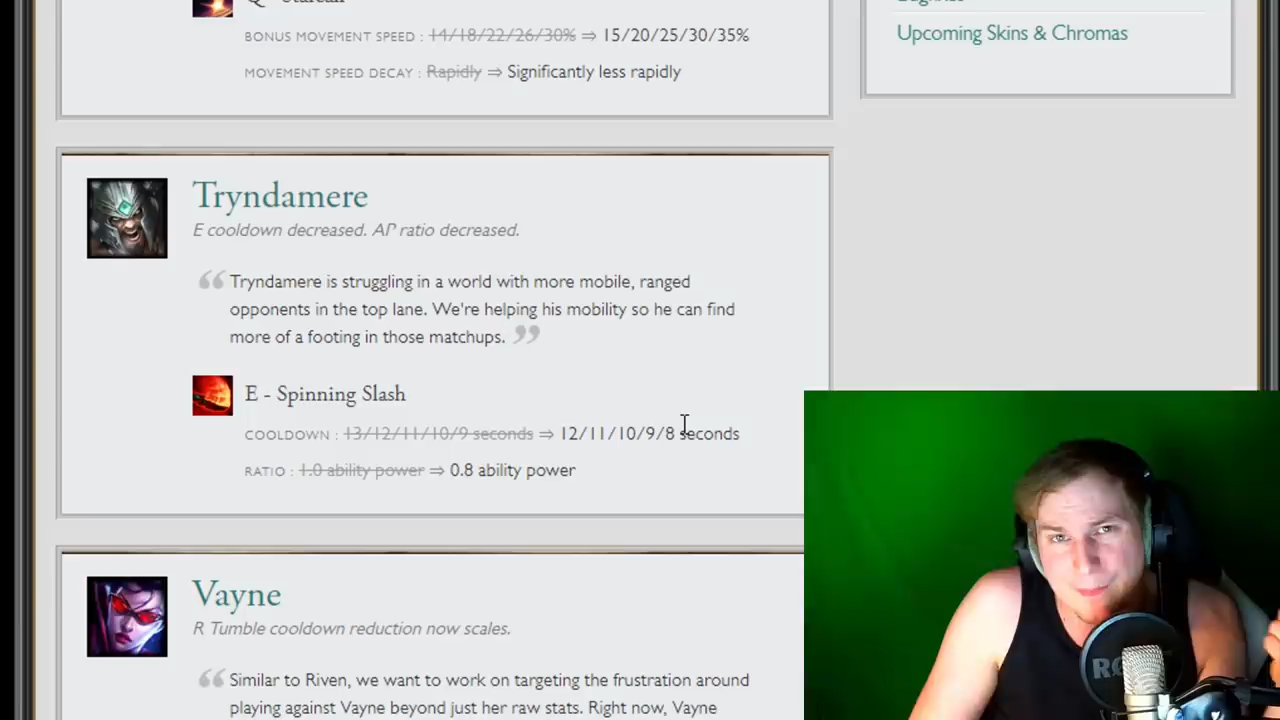 Q - Starcall
BONUS MOVEMENT SPEED : 14/18/22/26/30% ⇒ 15/20/25/30/35%
MOVEMENT SPEED DECAY : Rapidly ⇒ Significantly less rapidly
Upcoming Skins & Chromas
Tryndamere
E cooldown decreased. AP ratio decreased.
“ Tryndamere is struggling in a world with more mobile, ranged
opponents in the top lane. We're helping his mobility so he can find
more of a footing in those matchups. ”
E - Spinning Slash
COOLDOWN : 13/12/11/10/9 seconds ⇒ 12/11/10/9/8 seconds
RATIO : 1.0 ability power ⇒ 0.8 ability power
Vayne
R Tumble cooldown reduction now scales.
“ Similar to Riven, we want to work on targeting the frustration around
playing against Vayne beyond just her raw stats. Right now, Vayne